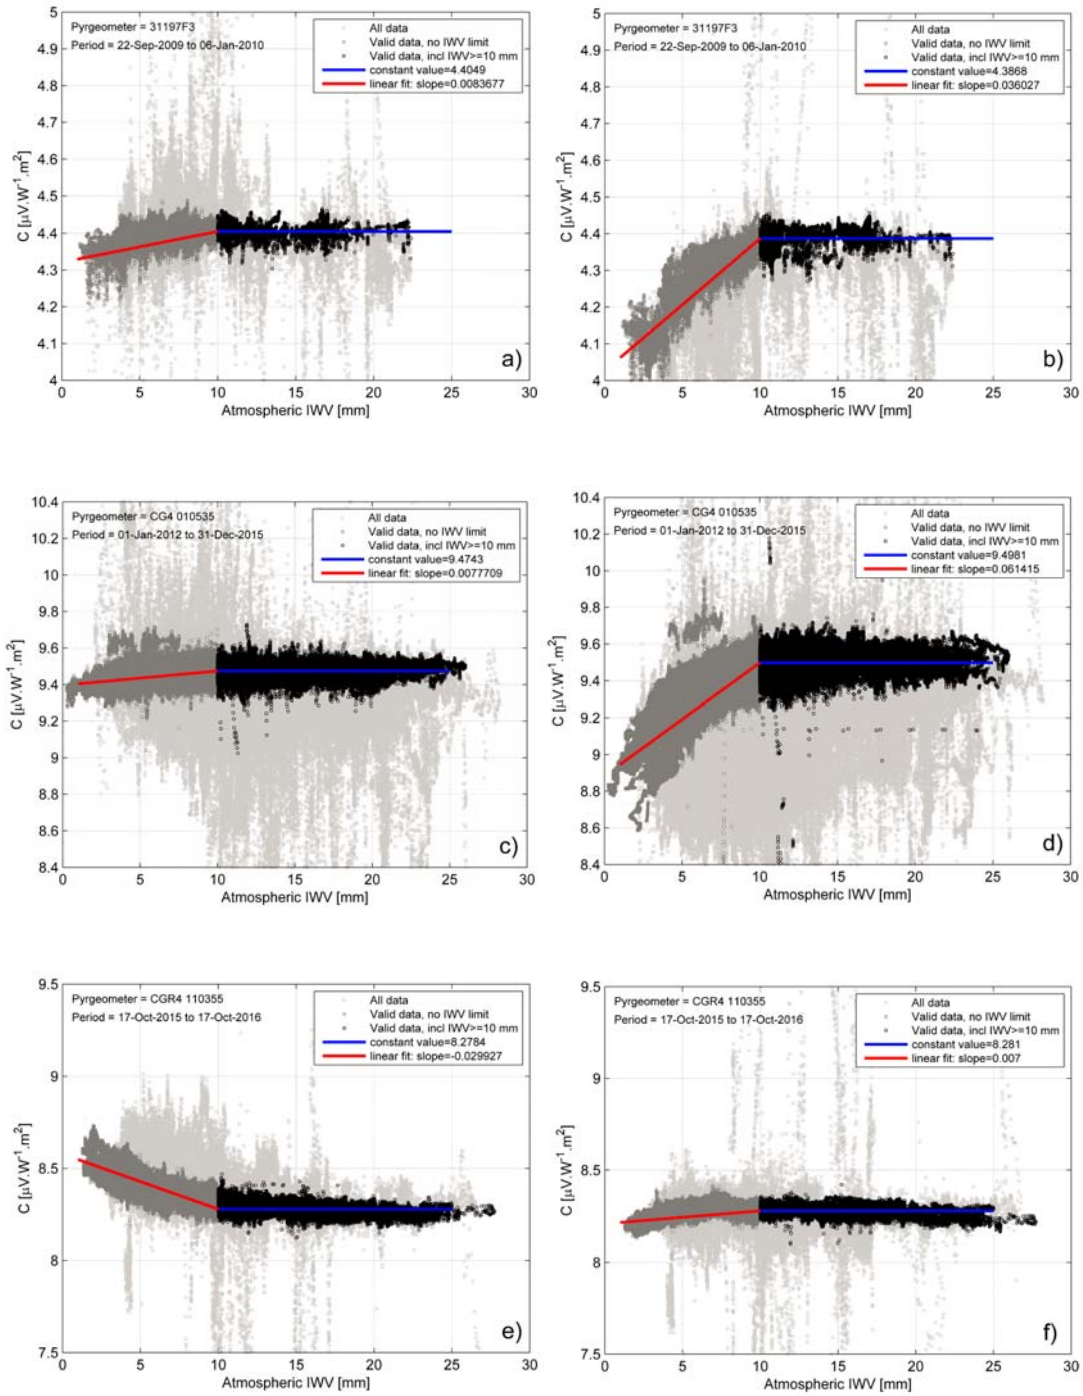 Pyrgeometer = 31197F3
Period = 22-Sep-2009 to 06-Jan-2010
All data
Valid data, no IWV limit
Valid data, incl IWV>=10 mm
constant value=4.4049
linear fit: slope=0.0083677
5
4.9
4.8
4.7
4.6
4.5
4.4
4.3
4.2
4.1
4
C [μV.W⁻¹.m²]
a)
0 5 10 15 20 25 30
Atmospheric IWV [mm]
Pyrgeometer = 31197F3
Period = 22-Sep-2009 to 06-Jan-2010
All data
Valid data, no IWV limit
Valid data, incl IWV>=10 mm
constant value=4.3868
linear fit: slope=0.036027
5
4.9
4.8
4.7
4.6
4.5
4.4
4.3
4.2
4.1
4
C [μV.W⁻¹.m²]
b)
0 5 10 15 20 25 30
Atmospheric IWV [mm]
Pyrgeometer = CG4 010535
Period = 01-Jan-2012 to 31-Dec-2015
All data
Valid data, no IWV limit
Valid data, incl IWV>=10 mm
constant value=9.4743
linear fit: slope=0.0077709
10.4
10.2
10
9.8
9.6
9.4
9.2
9
8.8
8.6
8.4
C [μV.W⁻¹.m²]
c)
0 5 10 15 20 25 30
Atmospheric IWV [mm]
Pyrgeometer = CG4 010535
Period = 01-Jan-2012 to 31-Dec-2015
All data
Valid data, no IWV limit
Valid data, incl IWV>=10 mm
constant value=9.4981
linear fit: slope=0.061415
10.4
10.2
10
9.8
9.6
9.4
9.2
9
8.8
8.6
8.4
C [μV.W⁻¹.m²]
d)
0 5 10 15 20 25 30
Atmospheric IWV [mm]
Pyrgeometer = CGR4 110355
Period = 17-Oct-2015 to 17-Oct-2016
All data
Valid data, no IWV limit
Valid data, incl IWV>=10 mm
constant value=8.2784
linear fit: slope=-0.029927
9.5
9
8.5
8
7.5
C [μV.W⁻¹.m²]
e)
0 5 10 15 20 25 30
Atmospheric IWV [mm]
Pyrgeometer = CGR4 110355
Period = 17-Oct-2015 to 17-Oct-2016
All data
Valid data, no IWV limit
Valid data, incl IWV>=10 mm
constant value=8.281
linear fit: slope=0.007
9.5
9
8.5
8
7.5
C [μV.W⁻¹.m²]
f)
0 5 10 15 20 25 30
Atmospheric IWV [mm]